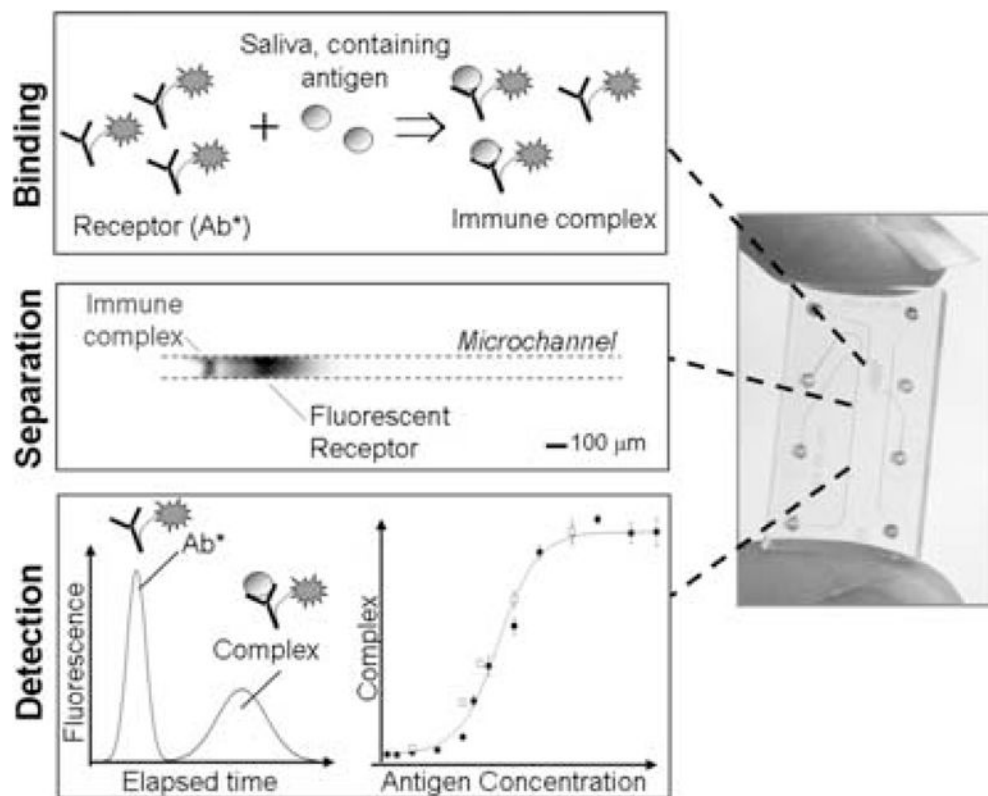 Binding
Saliva, containing
antigen
Receptor (Ab*)
Immune complex
Separation
Immune
complex
Microchannel
Fluorescent
Receptor
100 μm
Detection
Ab*
Complex
Fluorescence
Elapsed time
Complex
Antigen Concentration